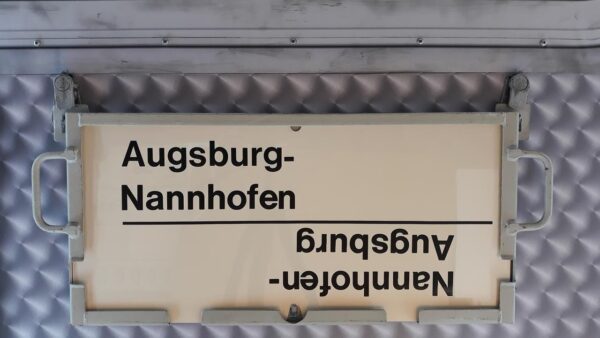 Augsburg-
Nannhofen
Nannhofen-
Augsburg